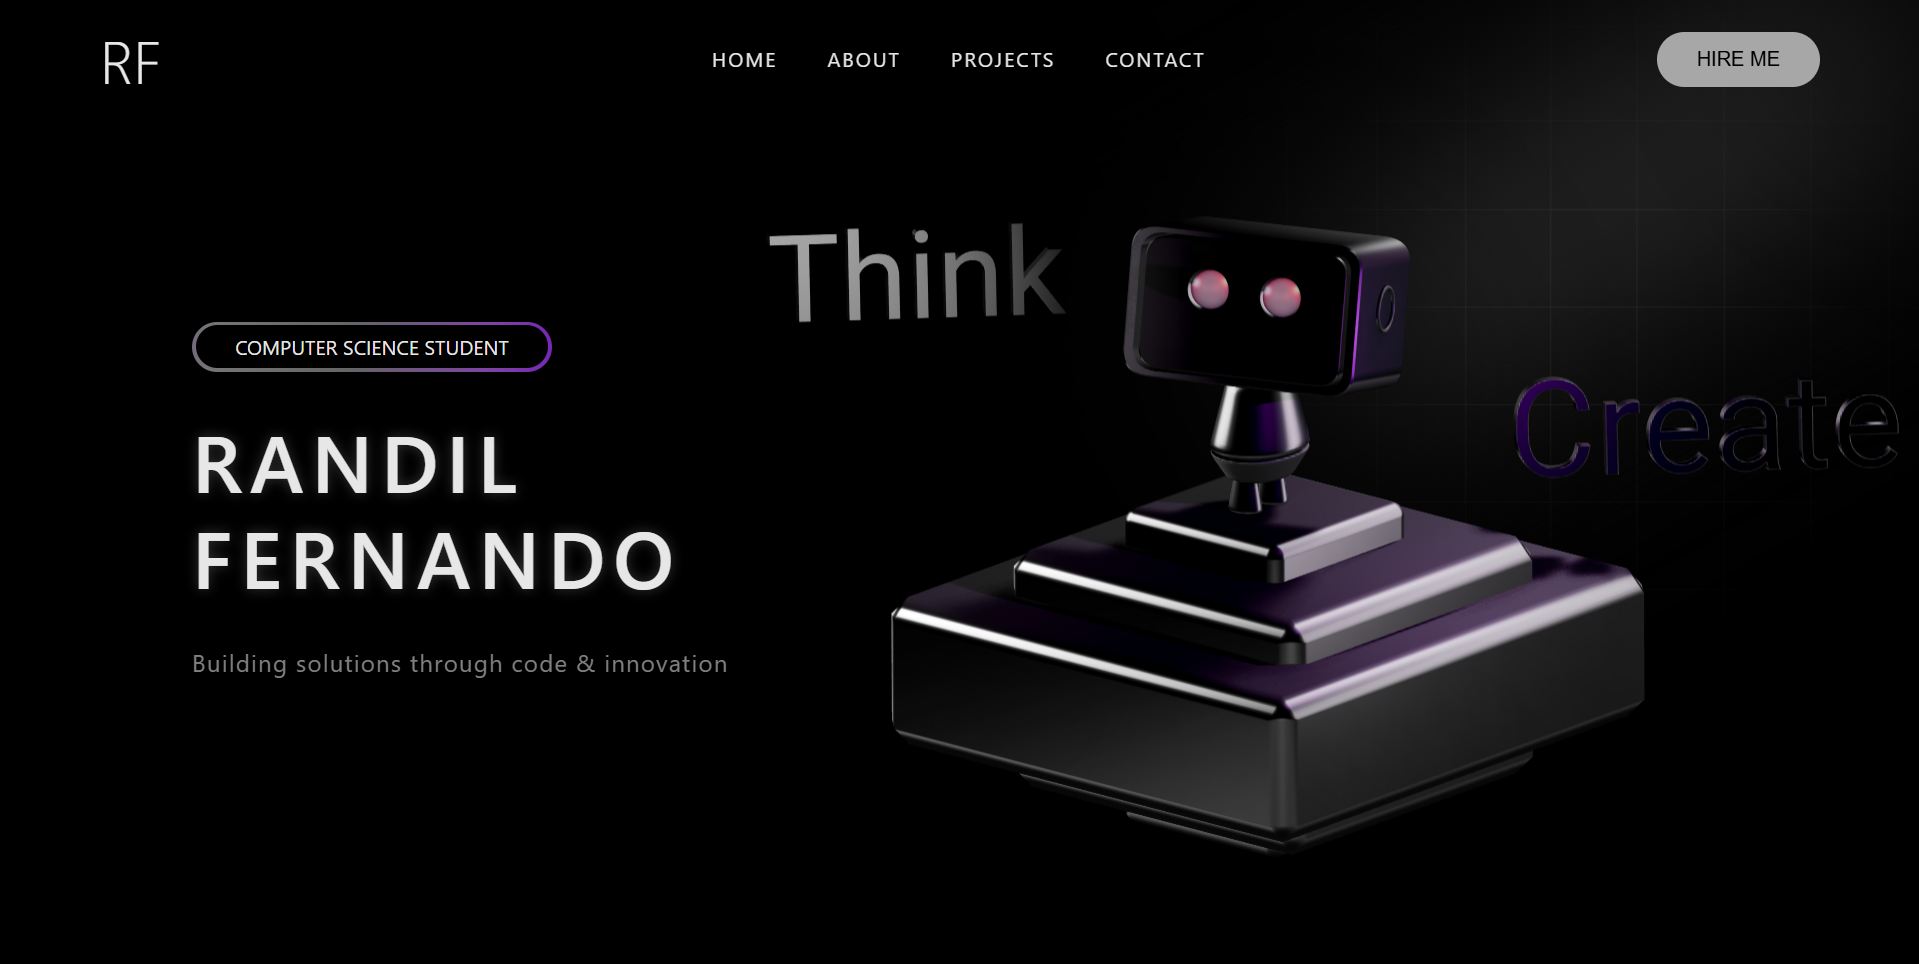 RF
HOME
ABOUT
PROJECTS
CONTACT
HIRE ME
Think
Create
COMPUTER SCIENCE STUDENT
RANDIL
FERNANDO
Building solutions through code & innovation